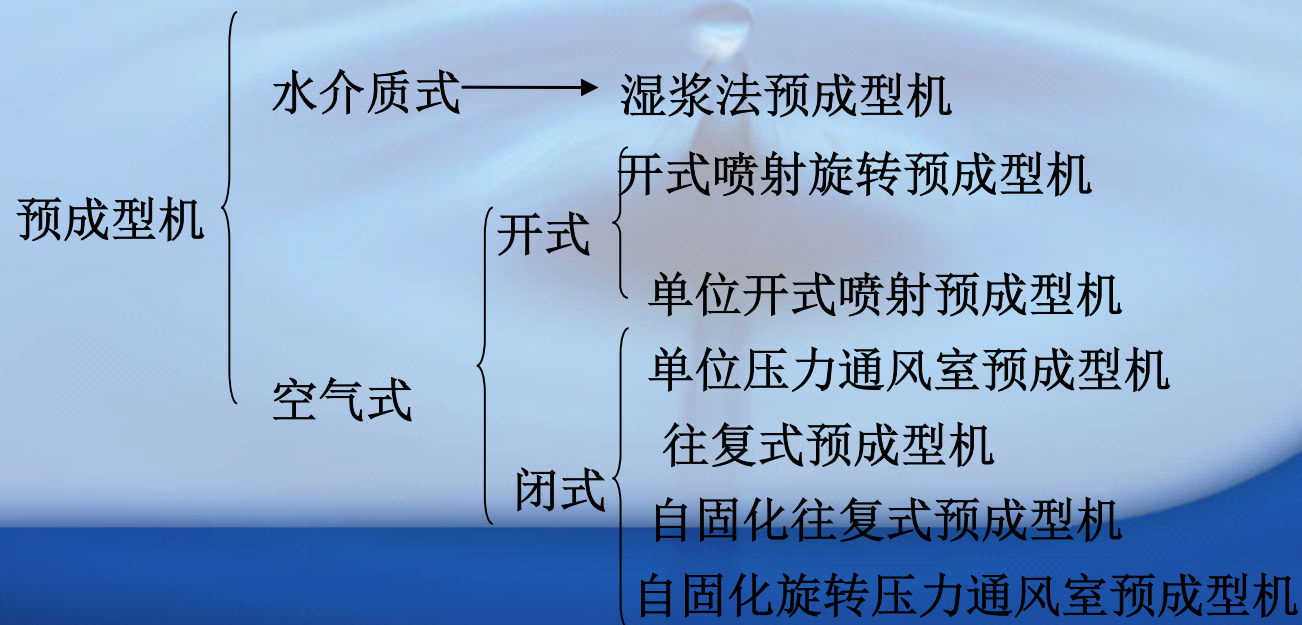 水介质式 湿浆法预成型机
开式喷射旋转预成型机
预成型机
开式
单位开式喷射预成型机
单位压力通风室预成型机
空气式
往复式预成型机
闭式
自固化往复式预成型机
自固化旋转压力通风室预成型机